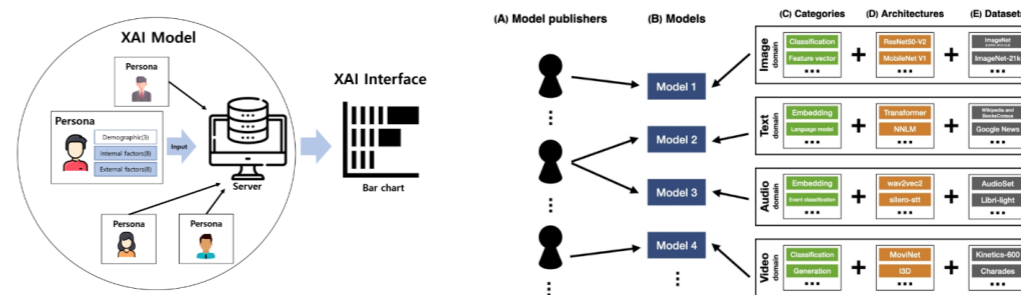 XAI Model
Persona
Persona
Demographic(3)
Internal factors(8)
External factors(8)
Input
Server
Persona
Persona
XAI Interface
Bar chart
(A) Model publishers
(B) Models
(C) Categories
(D) Architectures
(E) Datasets
Model 1
Model 2
Model 3
Model 4
Image
domain
Classification
Feature vector
+
ResNet50-V2
MobileNet V1
+
ImageNet
ImageNet-21k
Text
domain
Embedding
Language model
+
Transformer
NNLM
+
Wikipedia and
BooksCorpus
Google News
Audio
domain
Embedding
Event classification
+
wav2vec2
silero-stt
+
AudioSet
Libri-light
Video
domain
Classification
Generation
+
MoviNet
I3D
+
Kinetics-600
Charades